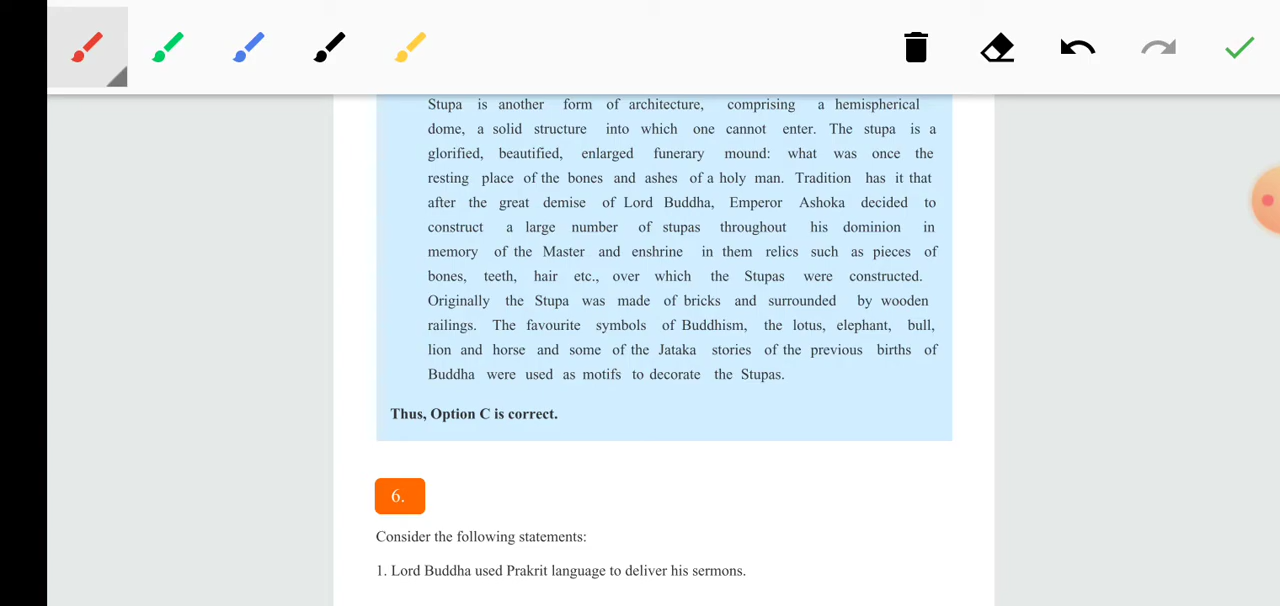 Stupa is another form of architecture, comprising a hemispherical
dome, a solid structure into which one cannot enter. The stupa is a
glorified, beautified, enlarged funerary mound: what was once the
resting place of the bones and ashes of a holy man. Tradition has it that
after the great demise of Lord Buddha, Emperor Ashoka decided to
construct a large number of stupas throughout his dominion in
memory of the Master and enshrine in them relics such as pieces of
bones, teeth, hair etc., over which the Stupas were constructed.
Originally the Stupa was made of bricks and surrounded by wooden
railings. The favourite symbols of Buddhism, the lotus, elephant, bull,
lion and horse and some of the Jataka stories of the previous births of
Buddha were used as motifs to decorate the Stupas.
Thus, Option C is correct.
6.
Consider the following statements:
1. Lord Buddha used Prakrit language to deliver his sermons.